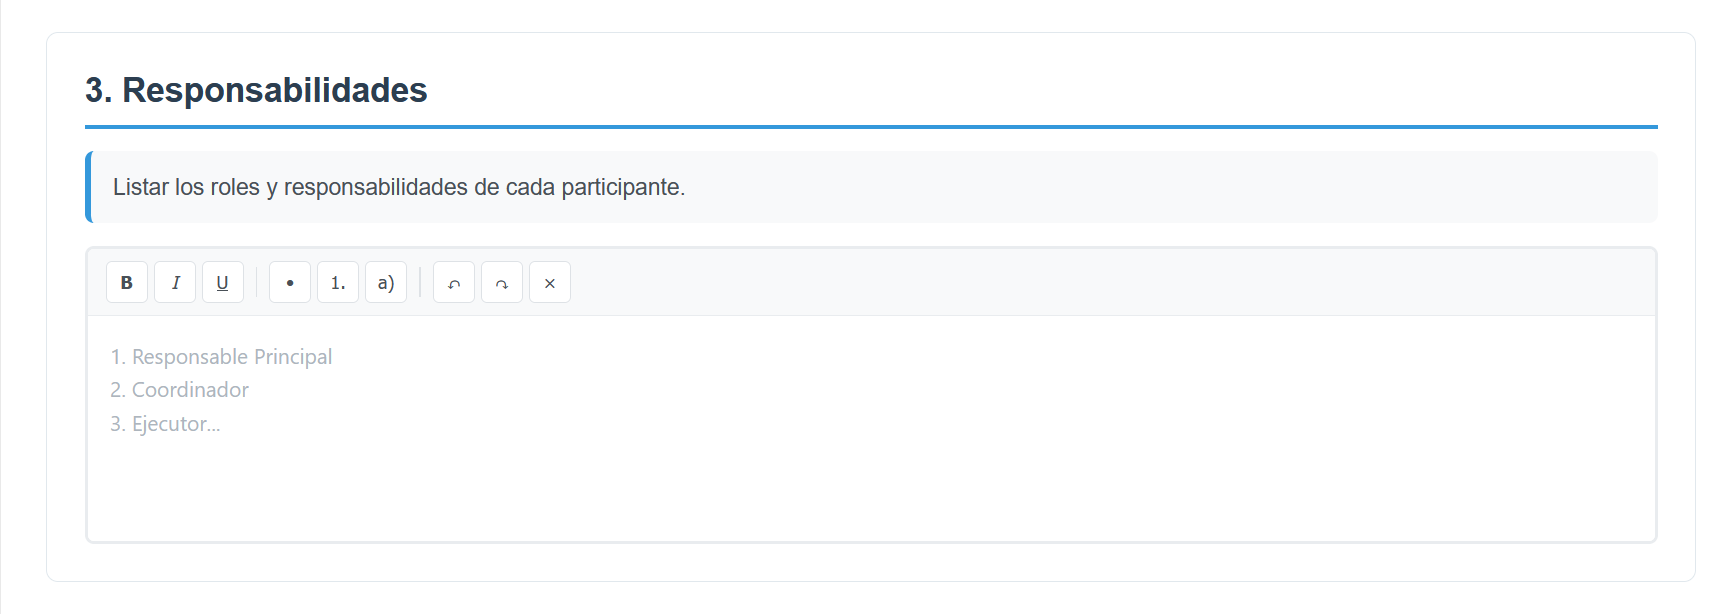 3. Responsabilidades
Listar los roles y responsabilidades de cada participante.
B I U • 1. a) ↶ ↷ ×
1. Responsable Principal
2. Coordinador
3. Ejecutor...